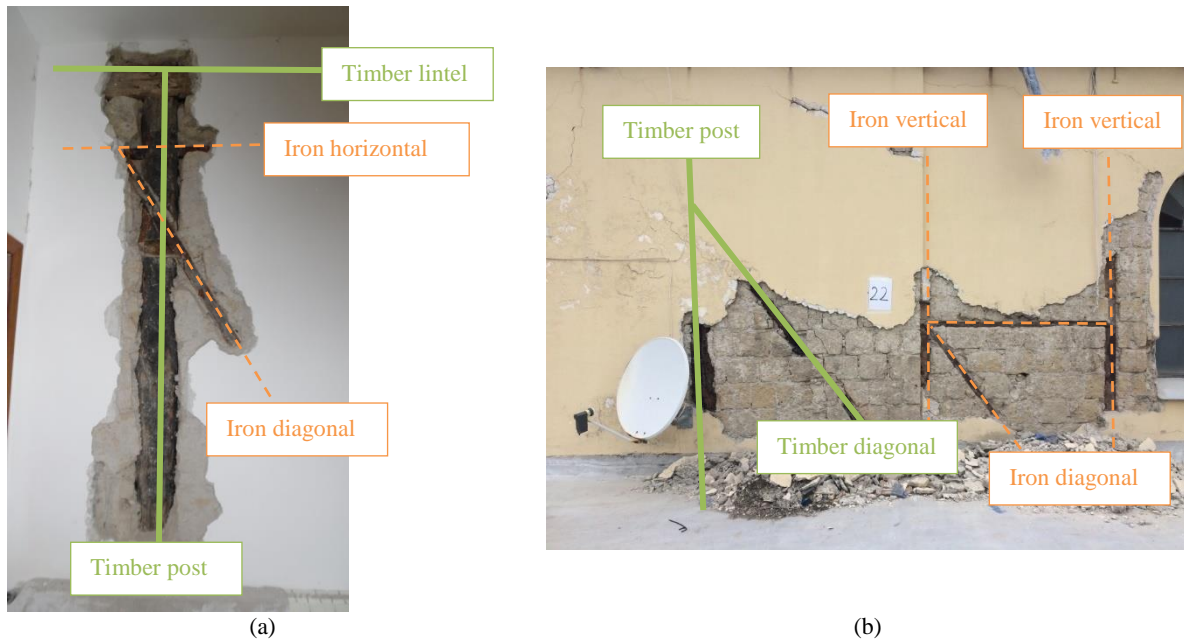 Timber lintel
Iron horizontal
Iron diagonal
Timber post
(a)
Timber post
Iron vertical
Iron vertical
22
Timber diagonal
Iron diagonal
(b)